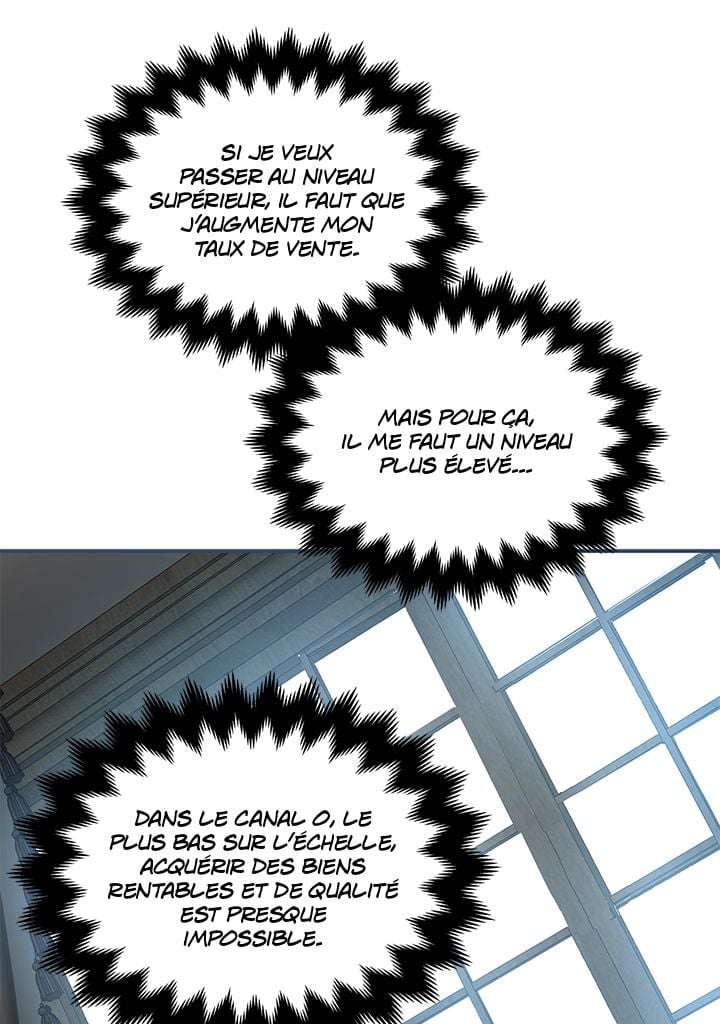 SI JE VEUX
PASSER AU NIVEAU
SUPÉRIEUR, IL FAUT QUE
J'AUGMENTE MON
TAUX DE VENTE.
MAIS POUR ÇA,
IL ME FAUT UN NIVEAU
PLUS ÉLEVÉ...
DANS LE CANAL O, LE
PLUS BAS SUR L'ÉCHELLE,
ACQUÉRIR DES BIENS
RENTABLES ET DE QUALITÉ
EST PRESQUE
IMPOSSIBLE.